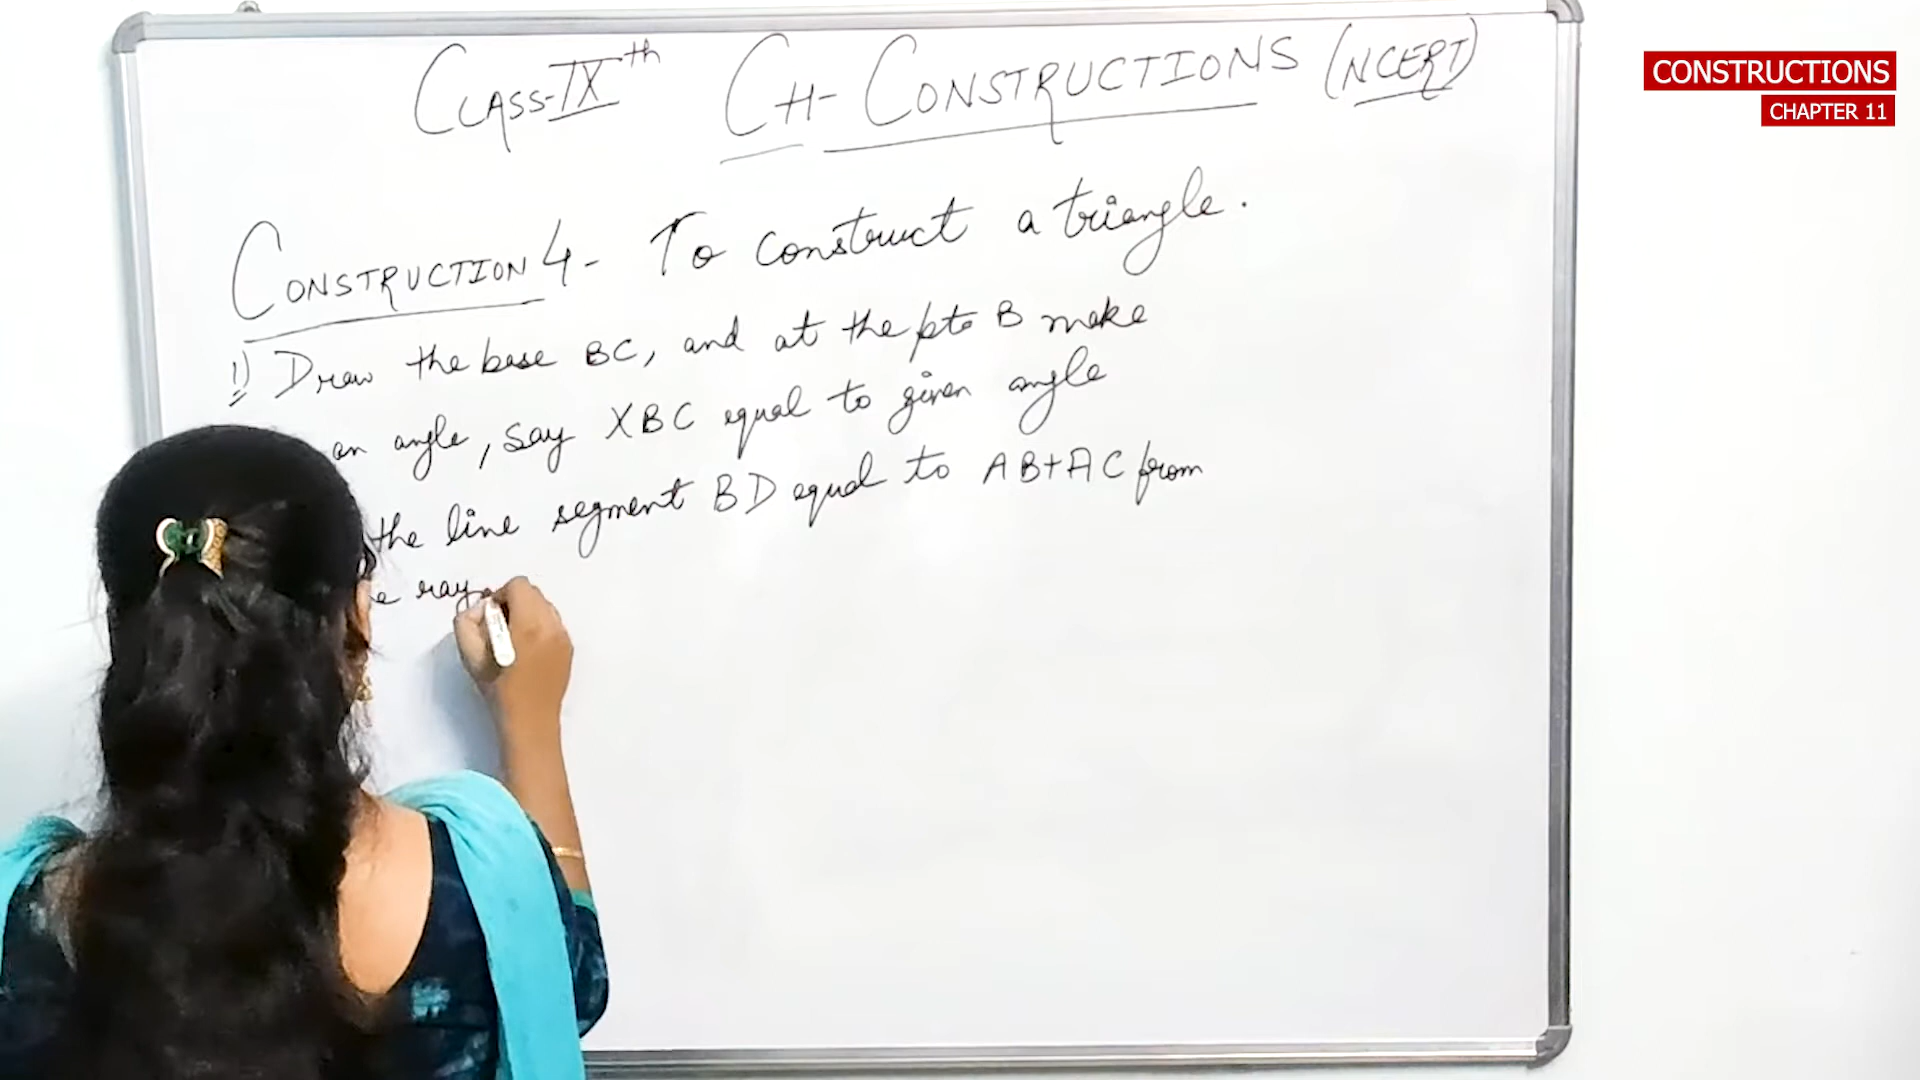 CLASS-IXth CH- CONSTRUCTIONS (NCERT)
CONSTRUCTIONS
CHAPTER 11
CONSTRUCTION 4- To construct a triangle.
1) Draw the base BC, and at the pto B make
an angle, say XBC equal to given angle
the line segment BD equal to AB+AC from
ray